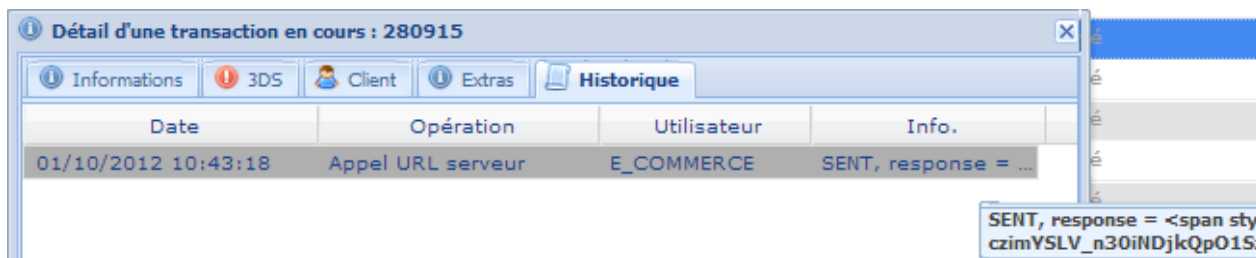 Détail d'une transaction en cours : 280915
Informations 3DS Client Extras Historique
Date Opération Utilisateur Info.
01/10/2012 10:43:18 Appel URL serveur E_COMMERCE SENT, response = ...
é
é
é
é
é
SENT, response = <span sty
czimYSLV_n30iNDjkQpO1S